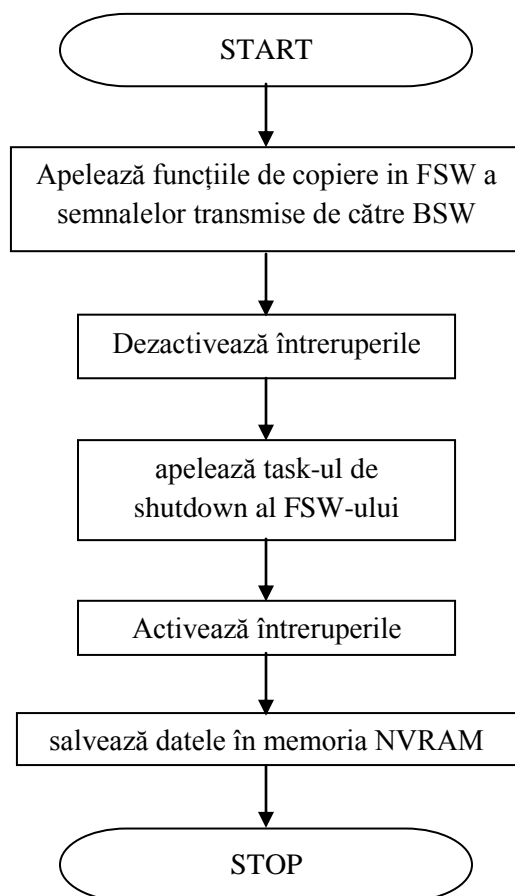 START
Apelează funcțiile de copiere in FSW a
semnalelor transmise de către BSW
Dezactivează întreruperile
apelează task-ul de
shutdown al FSW-ului
Activează întreruperile
salvează datele în memoria NVRAM
STOP